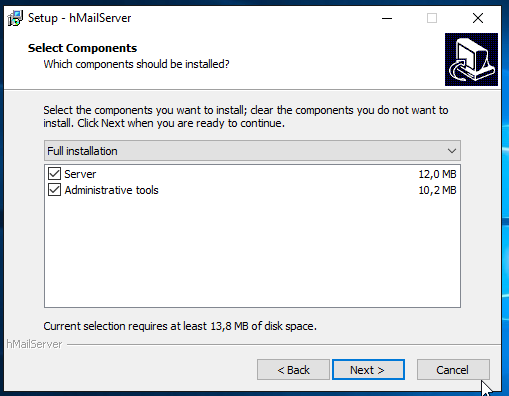 Setup - hMailServer
Select Components
Which components should be installed?
Select the components you want to install; clear the components you do not want to
install. Click Next when you are ready to continue.
Full installation
Server 12,0 MB
Administrative tools 10,2 MB
Current selection requires at least 13,8 MB of disk space.
hMailServer
< Back Next > Cancel